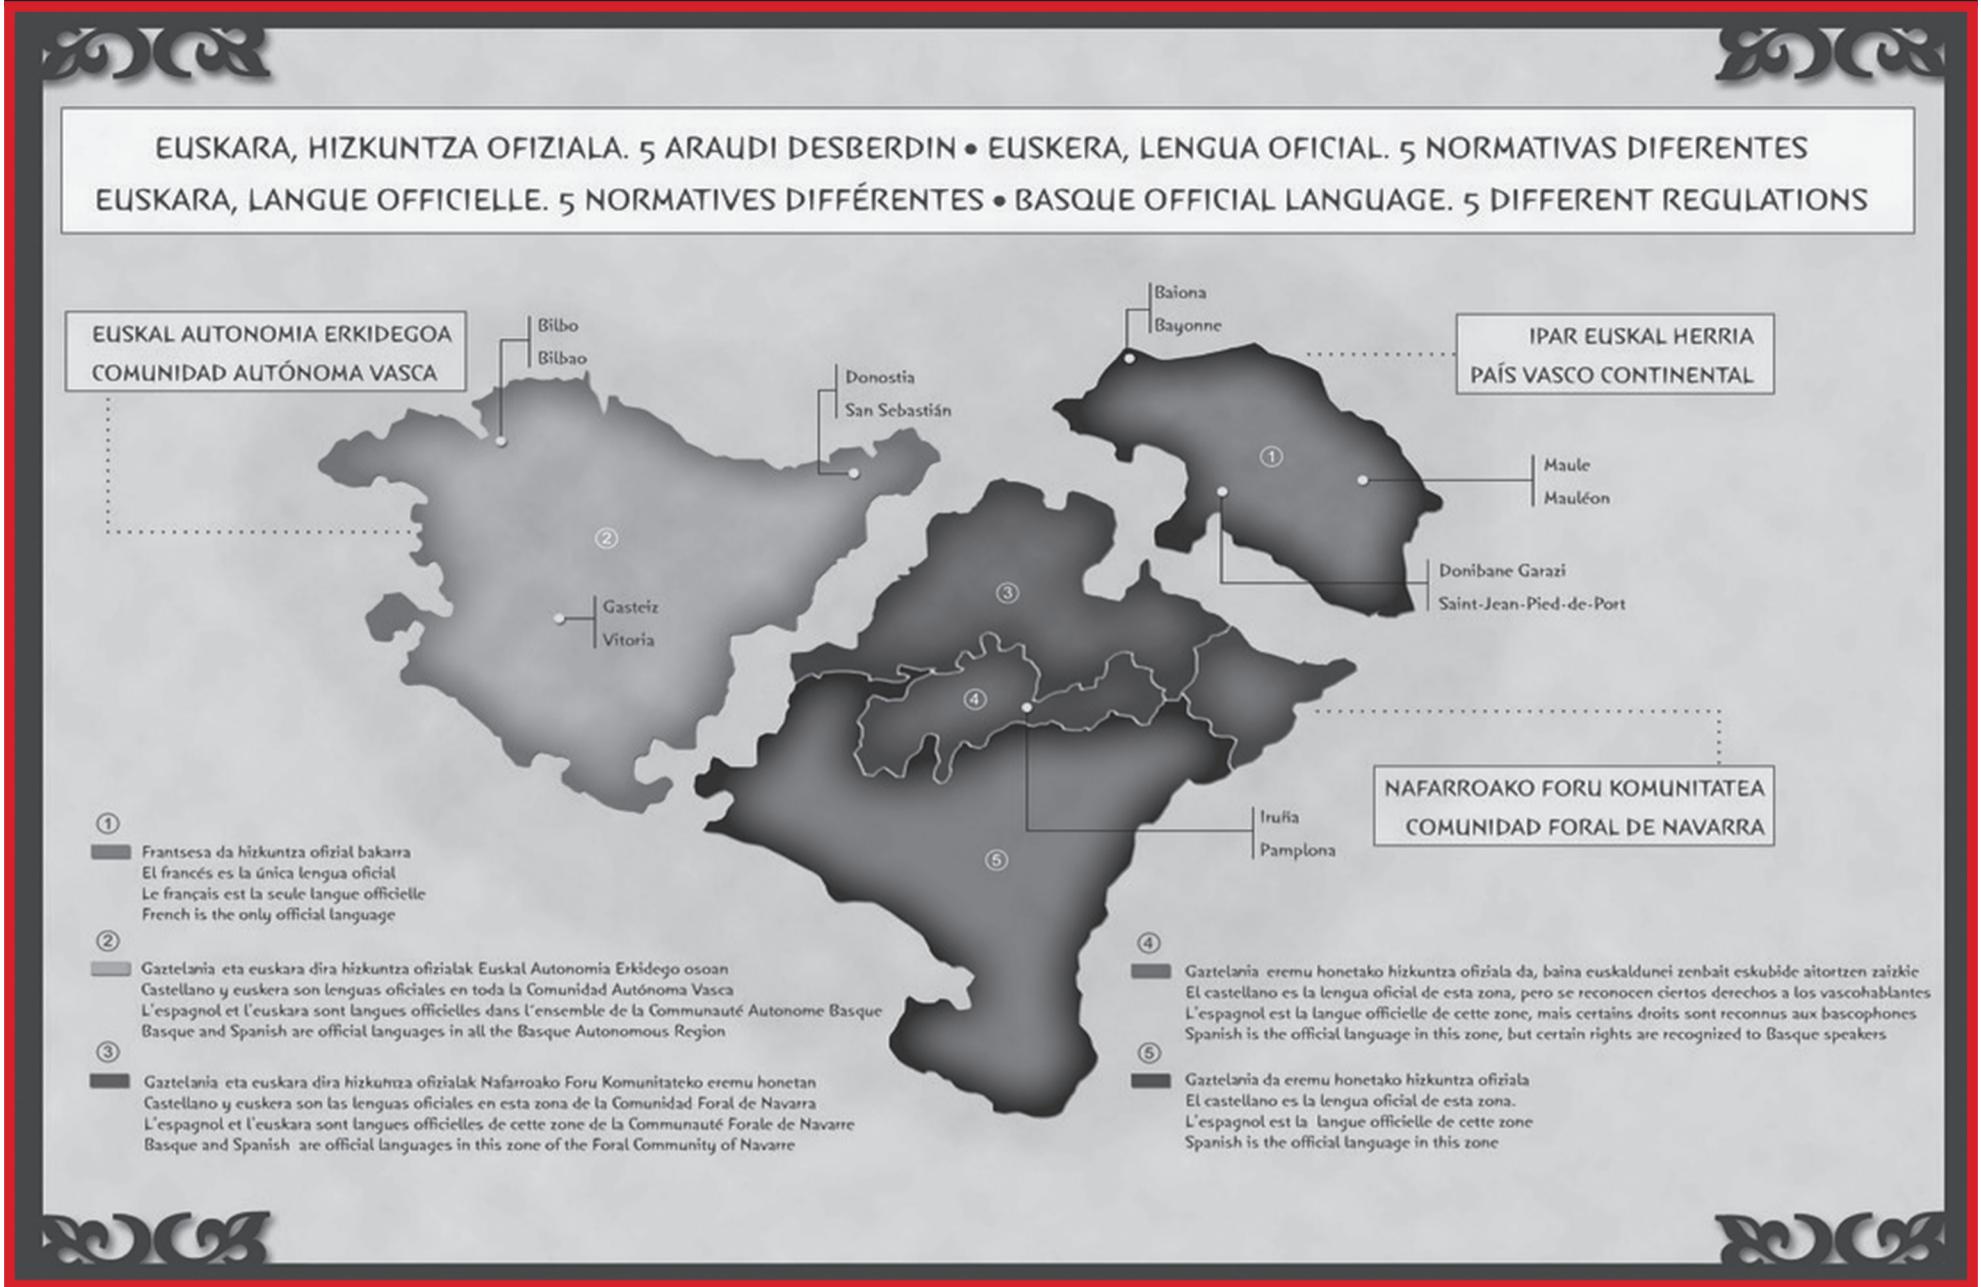 EUSKARA, HIZKUNTZA OFIZIALA. 5 ARAUDI DESBERDIN • EUSKERA, LENGUA OFICIAL. 5 NORMATIVAS DIFERENTES
EUSKARA, LANGUE OFFICIELLE. 5 NORMATIVES DIFFÉRENTES • BASQUE OFFICIAL LANGUAGE. 5 DIFFERENT REGULATIONS
EUSKAL AUTONOMIA ERKIDEGOA
COMUNIDAD AUTÓNOMA VASCA
Bilbo
Bilbao
Donostia
San Sebastián
Baiona
Bayonne
IPAR EUSKAL HERRIA
PAÍS VASCO CONTINENTAL
1
Maule
Mauléon
2
Donibane Garazi
Saint-Jean-Pied-de-Port
3
Gasteiz
Vitoria
4
NAFARROAKO FORU KOMUNITATEA
COMUNIDAD FORAL DE NAVARRA
Iruña
Pamplona
5
1
Frantsesa da hizkuntza ofizial bakarra
El francés es la única lengua oficial
Le français est la seule langue officielle
French is the only official language
2
Gaztelania eta euskara dira hizkuntza ofizialak Euskal Autonomia Erkidego osoan
Castellano y euskera son lenguas oficiales en toda la Comunidad Autónoma Vasca
L'espagnol et l'euskara sont langues officielles dans l'ensemble de la Communauté Autonome Basque
Basque and Spanish are official languages in all the Basque Autonomous Region
3
Gaztelania eta euskara dira hizkuntza ofizialak Nafarroako Foru Komunitateko eremu honetan
Castellano y euskera son las lenguas oficiales en esta zona de la Comunidad Foral de Navarra
L'espagnol et l'euskara sont langues officielles de cette zone de la Communauté Forale de Navarre
Basque and Spanish are official languages in this zone of the Foral Community of Navarre
4
Gaztelania eremu honetako hizkuntza ofiziala da, baina euskaldunei zenbait eskubide aitortzen zaizkie
El castellano es la lengua oficial de esta zona, pero se reconocen ciertos derechos a los vascohablantes
L'espagnol est la langue officielle de cette zone, mais certains droits sont reconnus aux bascophones
Spanish is the official language in this zone, but certain rights are recognized to Basque speakers
5
Gaztelania da eremu honetako hizkuntza ofiziala
El castellano es la lengua oficial de esta zona.
L'espagnol est la langue officielle de cette zone
Spanish is the official language in this zone